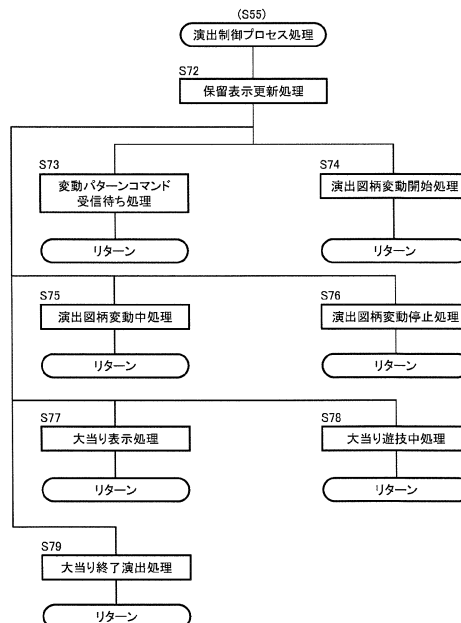 (S55)
演出制御プロセス処理
S72
保留表示更新処理
S73
変動パターンコマンド
受信待ち処理
リターン
S74
演出図柄変動開始処理
リターン
S75
演出図柄変動中処理
リターン
S76
演出図柄変動停止処理
リターン
S77
大当り表示処理
リターン
S78
大当り遊技中処理
リターン
S79
大当り終了演出処理
リターン